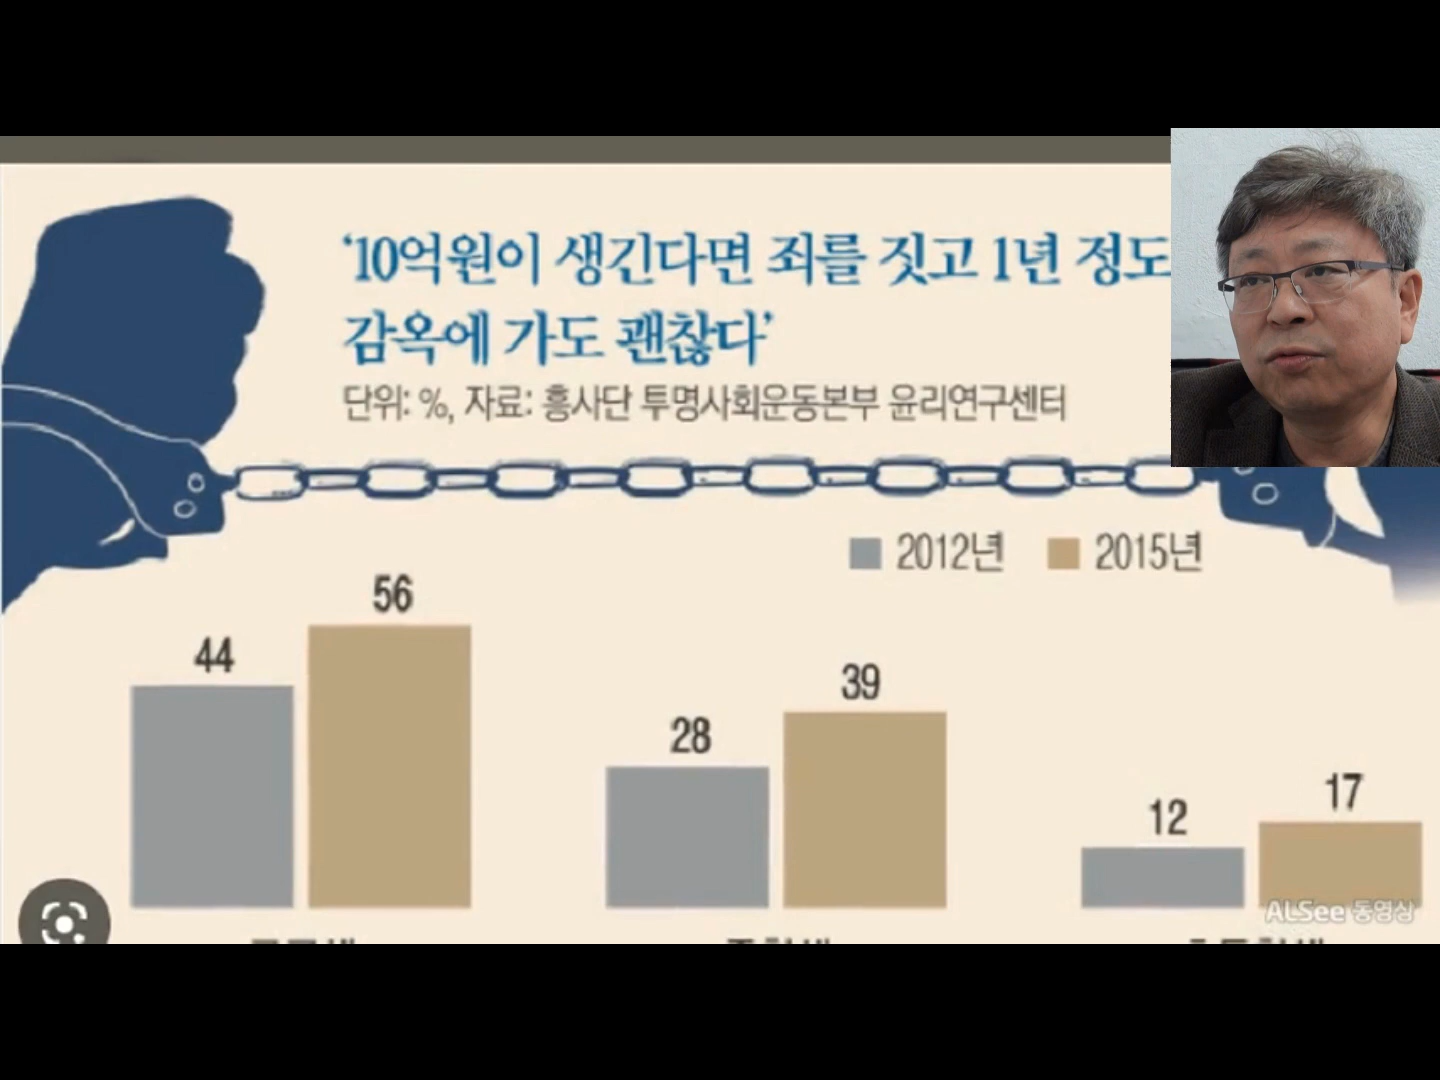 ‘10억원이 생긴다면 죄를 짓고 1년 정도
감옥에 가도 괜찮다’
단위: %, 자료: 흥사단 투명사회운동본부 윤리연구센터
2012년 2015년
44 56 28 39 12 17
ALSee 동영상